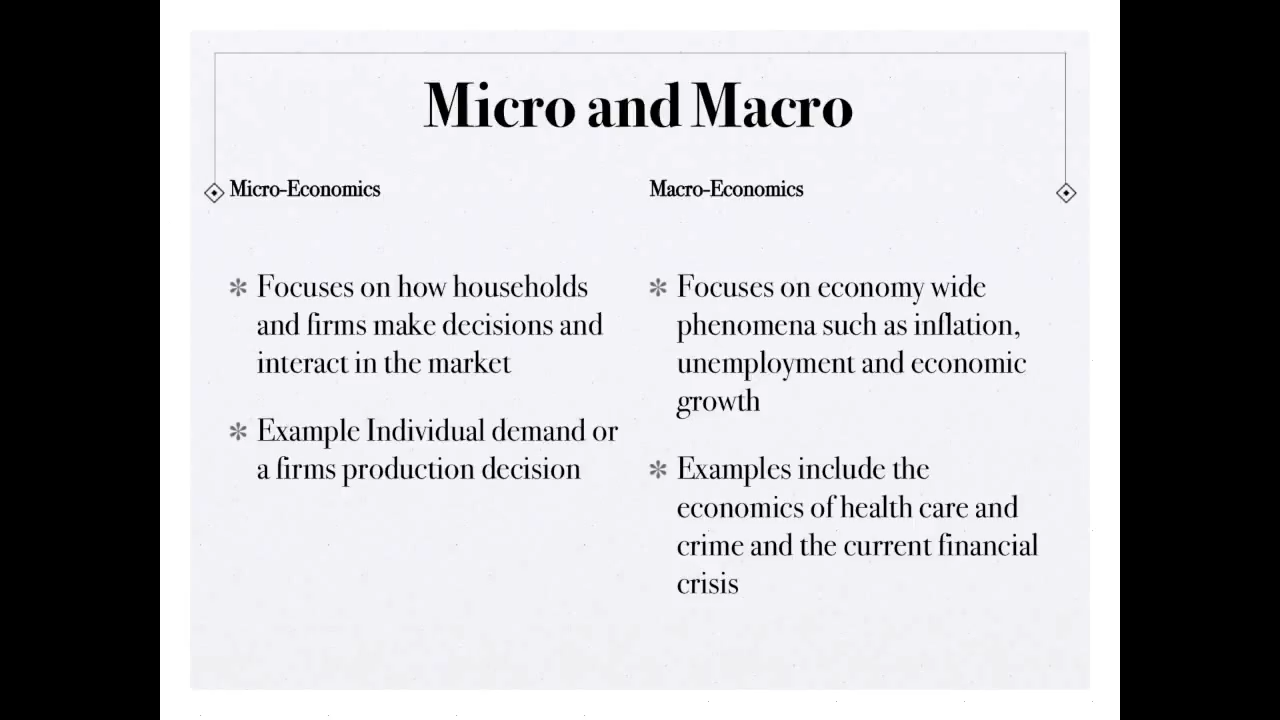 Micro and Macro
Micro-Economics
Focuses on how households
and firms make decisions and
interact in the market
Example Individual demand or
a firms production decision
Macro-Economics
Focuses on economy wide
phenomena such as inflation,
unemployment and economic
growth
Examples include the
economics of health care and
crime and the current financial
crisis